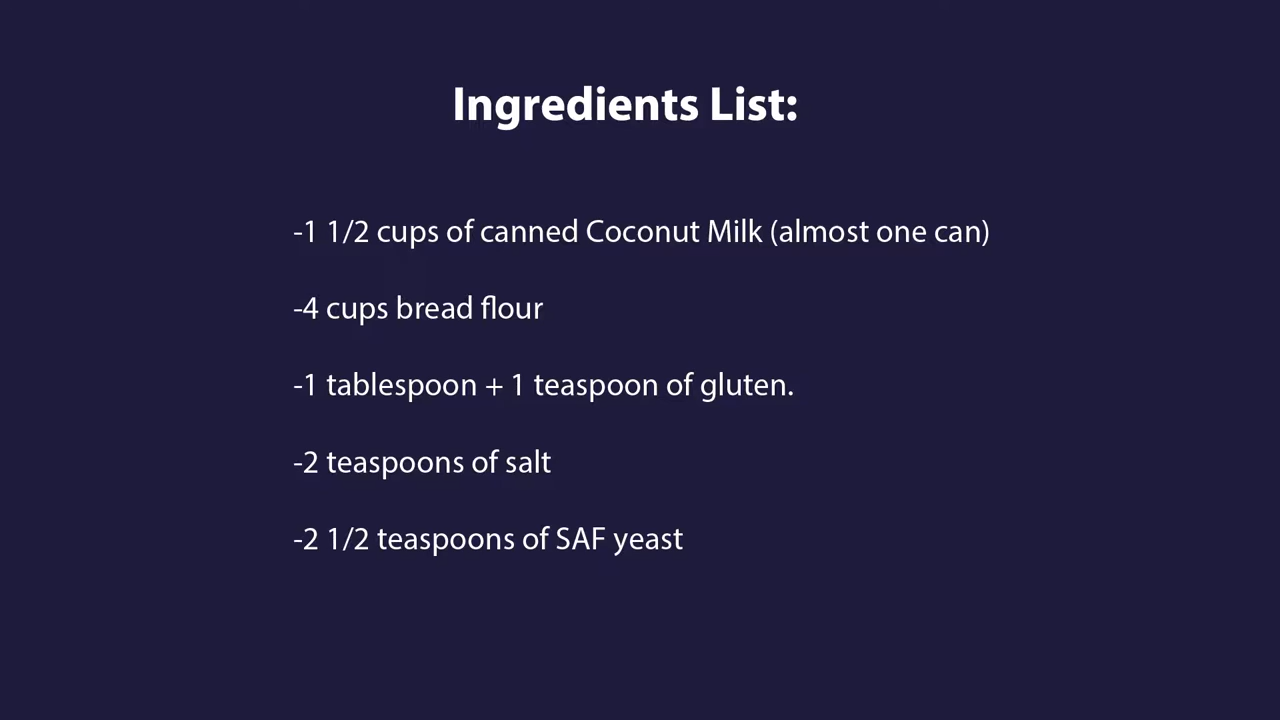 Ingredients List:
-1 1/2 cups of canned Coconut Milk (almost one can)
-4 cups bread flour
-1 tablespoon + 1 teaspoon of gluten.
-2 teaspoons of salt
-2 1/2 teaspoons of SAF yeast